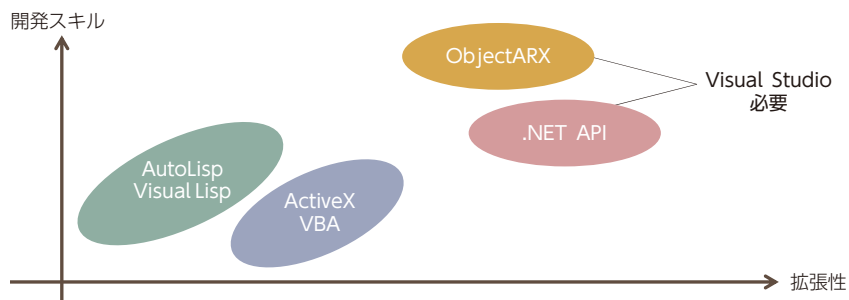 開発スキル
ObjectARX
Visual Studio
必要
.NET API
AutoLisp
Visual Lisp
ActiveX
VBA
拡張性